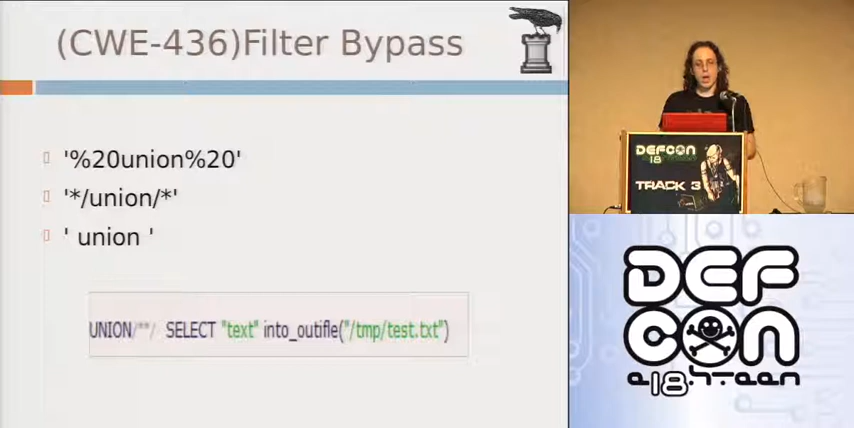 (CWE-436)Filter Bypass
'%20union%20'
'*/union/*'
' union '
UNION/**/ SELECT "text" into_outifle("/tmp/test.txt")
DEFCON
18
TRACK 3
DEF
CON
e18hteen